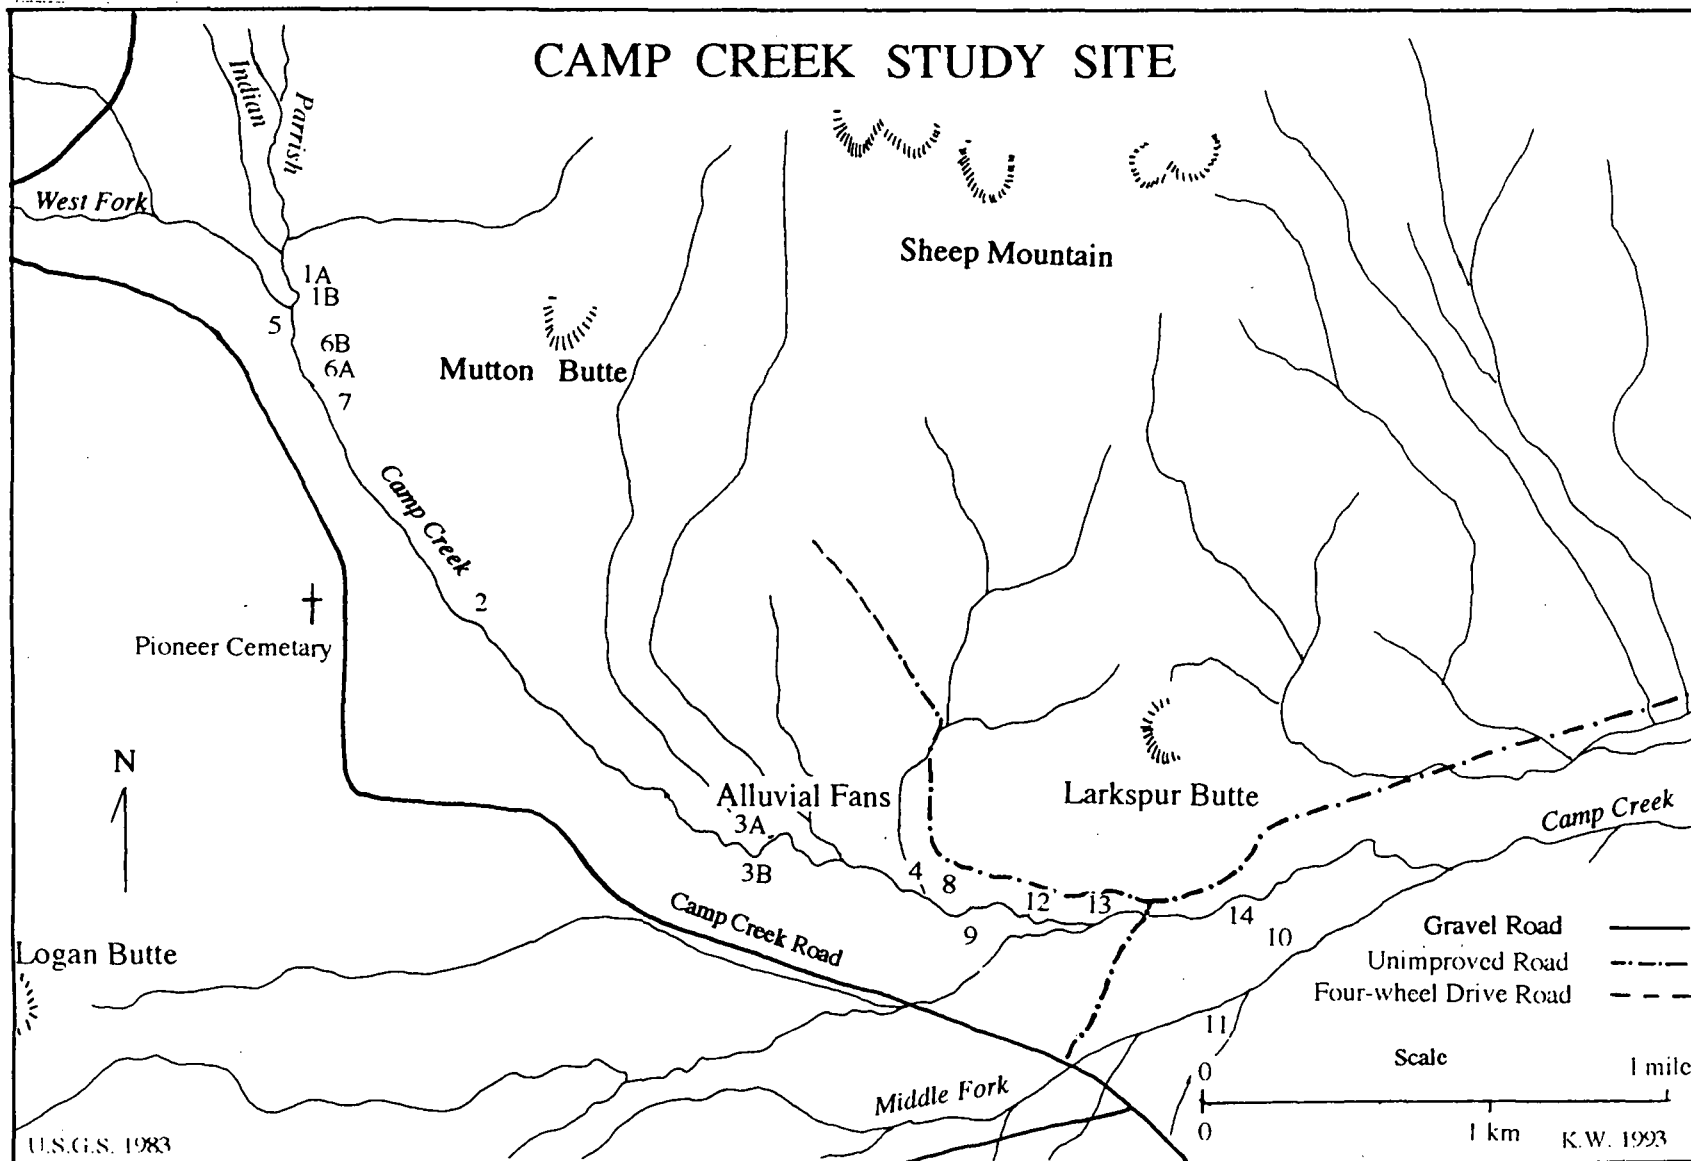 CAMP CREEK STUDY SITE
Indian
Parrish
West Fork
Sheep Mountain
1A
1B
5
6B
6A
Mutton Butte
7
Camp Creek
2
Pioneer Cemetary
N
Alluvial Fans
Larkspur Butte
3A
Camp Creek
3B
4
8
12
13
14
Camp Creek Road
9
10
Gravel Road
Logan Butte
Unimproved Road
Four-wheel Drive Road
11
Scale
0
1 mile
Middle Fork
0
1 km
U.S.G.S. 1983
K.W. 1993